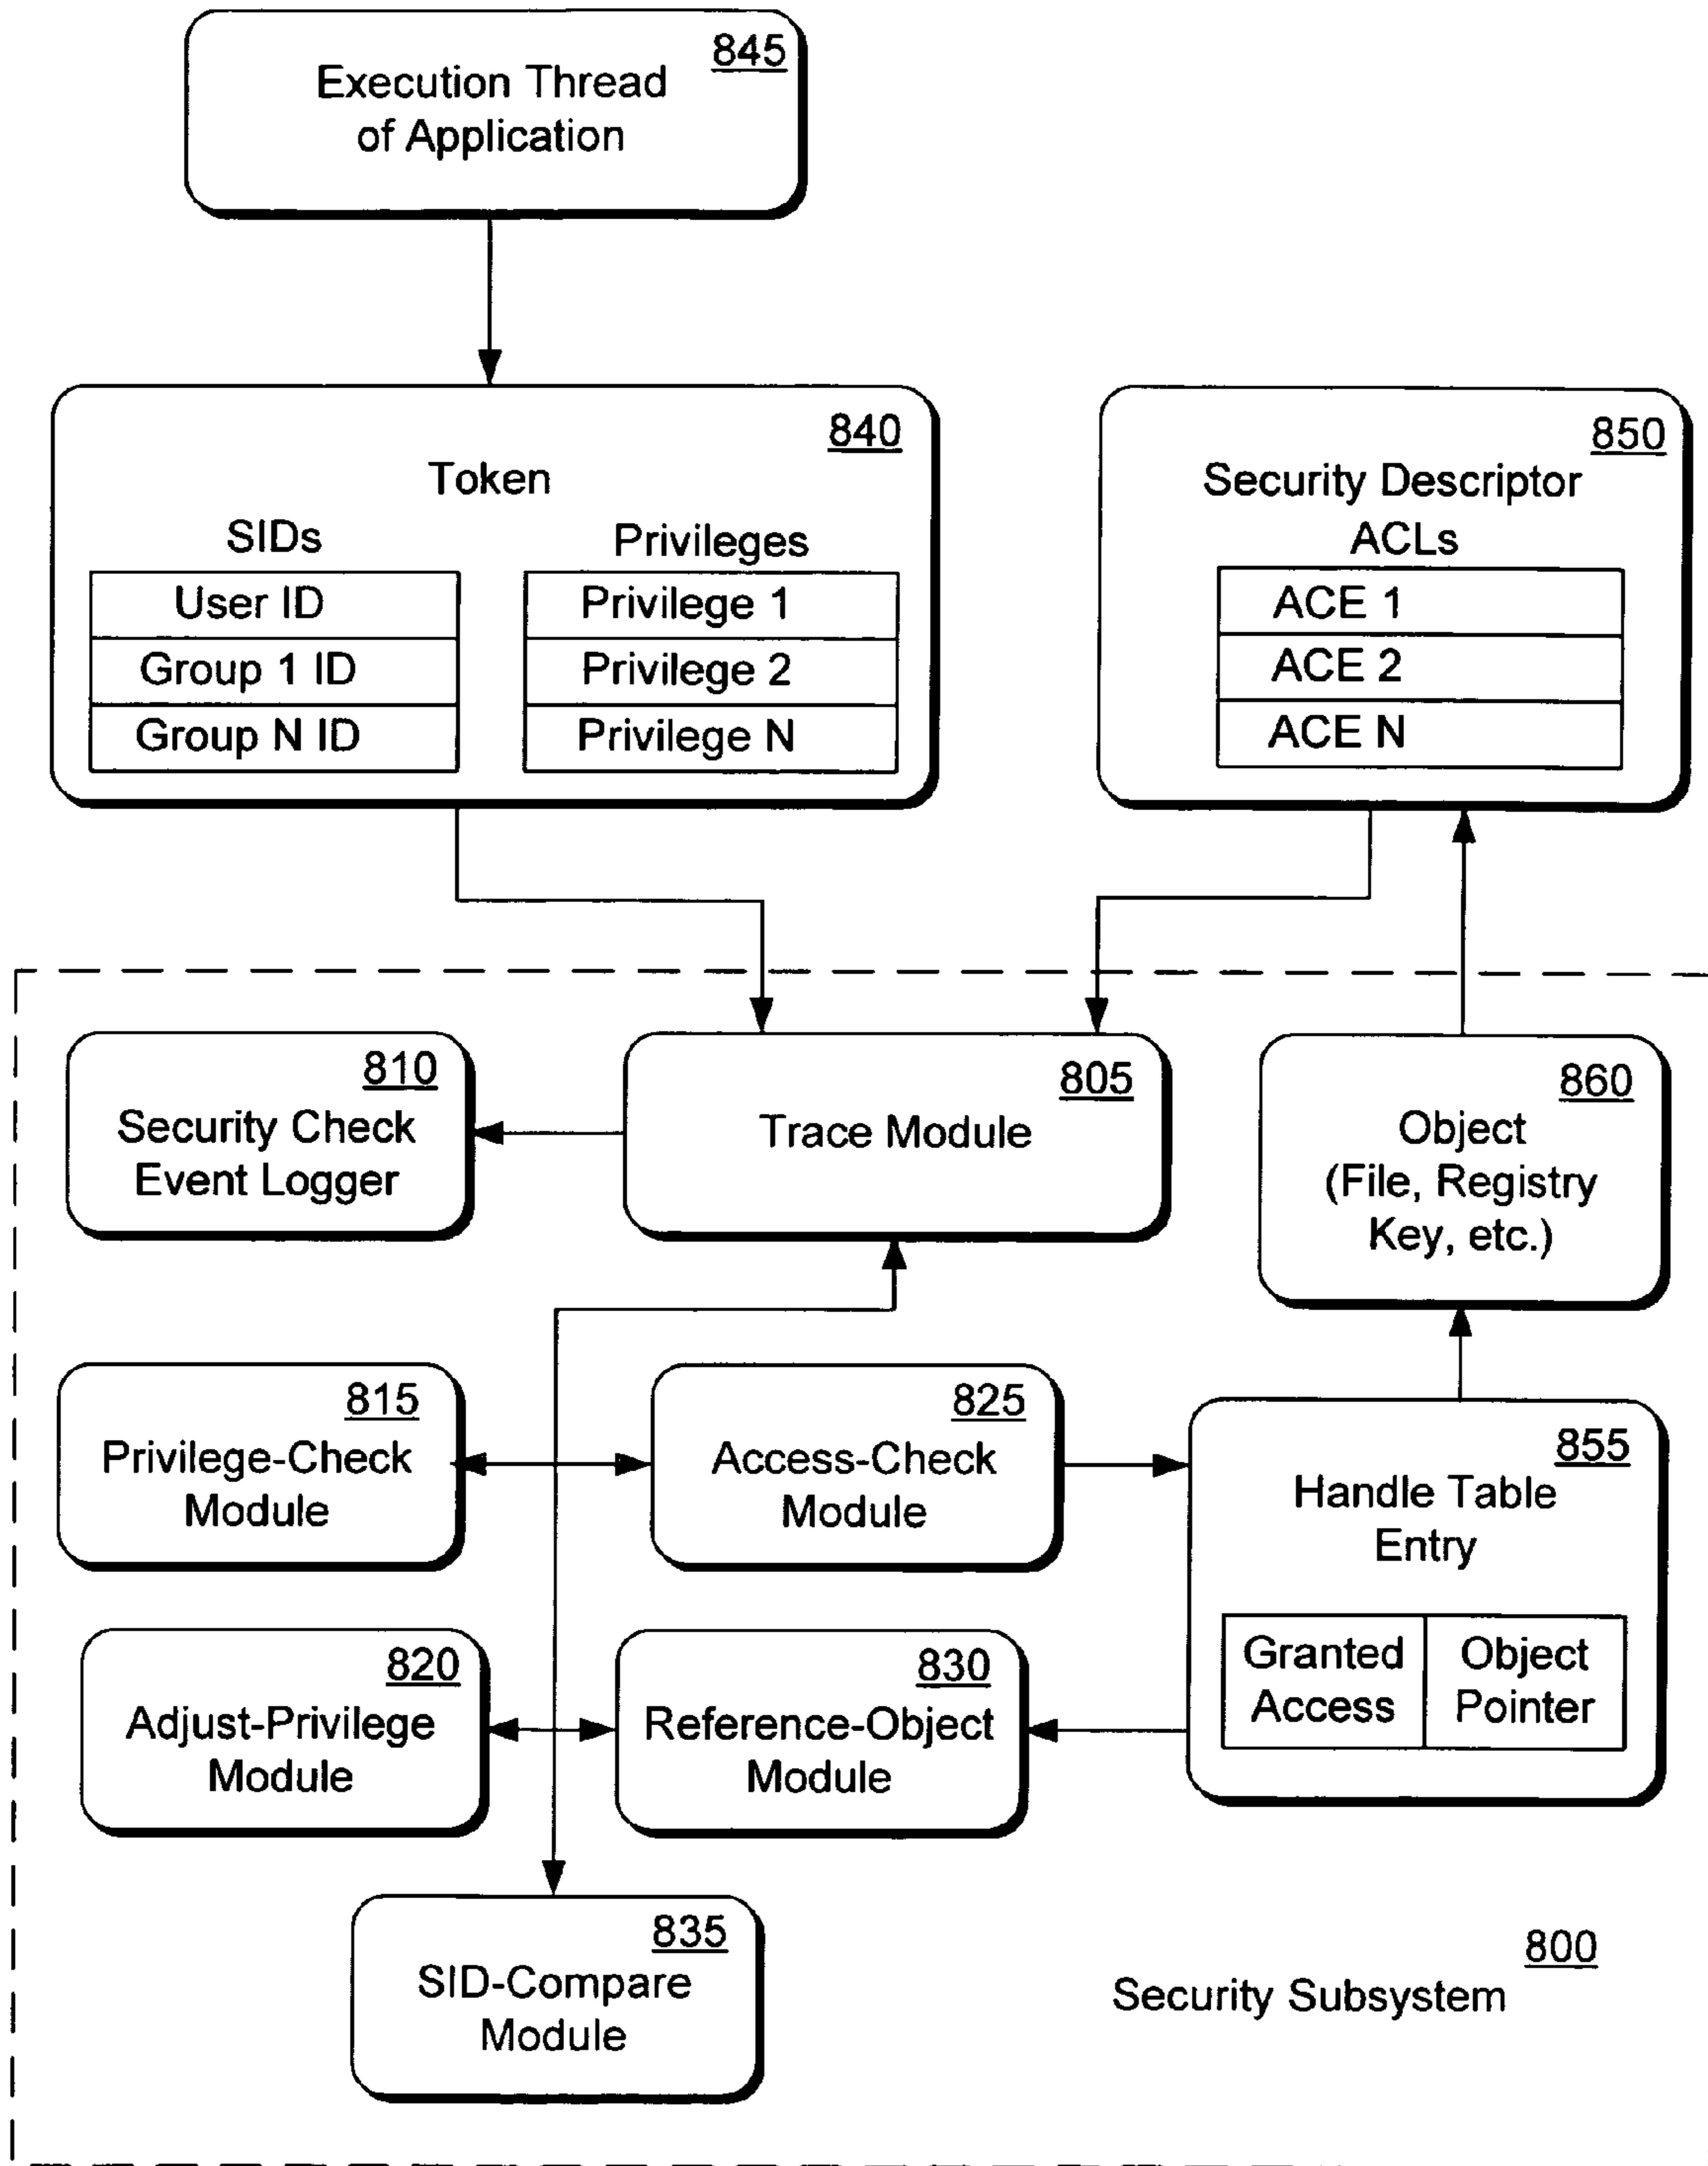 845
Execution Thread
of Application
840
Token
SIDs
Privileges
User ID
Privilege 1
Group 1 ID
Privilege 2
Group N ID
Privilege N
850
Security Descriptor
ACLs
ACE 1
ACE 2
ACE N
810
Security Check
Event Logger
805
Trace Module
860
Object
(File, Registry
Key, etc.)
815
Privilege-Check
Module
825
Access-Check
Module
855
Handle Table
Entry
Granted
Access
Object
Pointer
820
Adjust-Privilege
Module
830
Reference-Object
Module
835
SID-Compare
Module
800
Security Subsystem